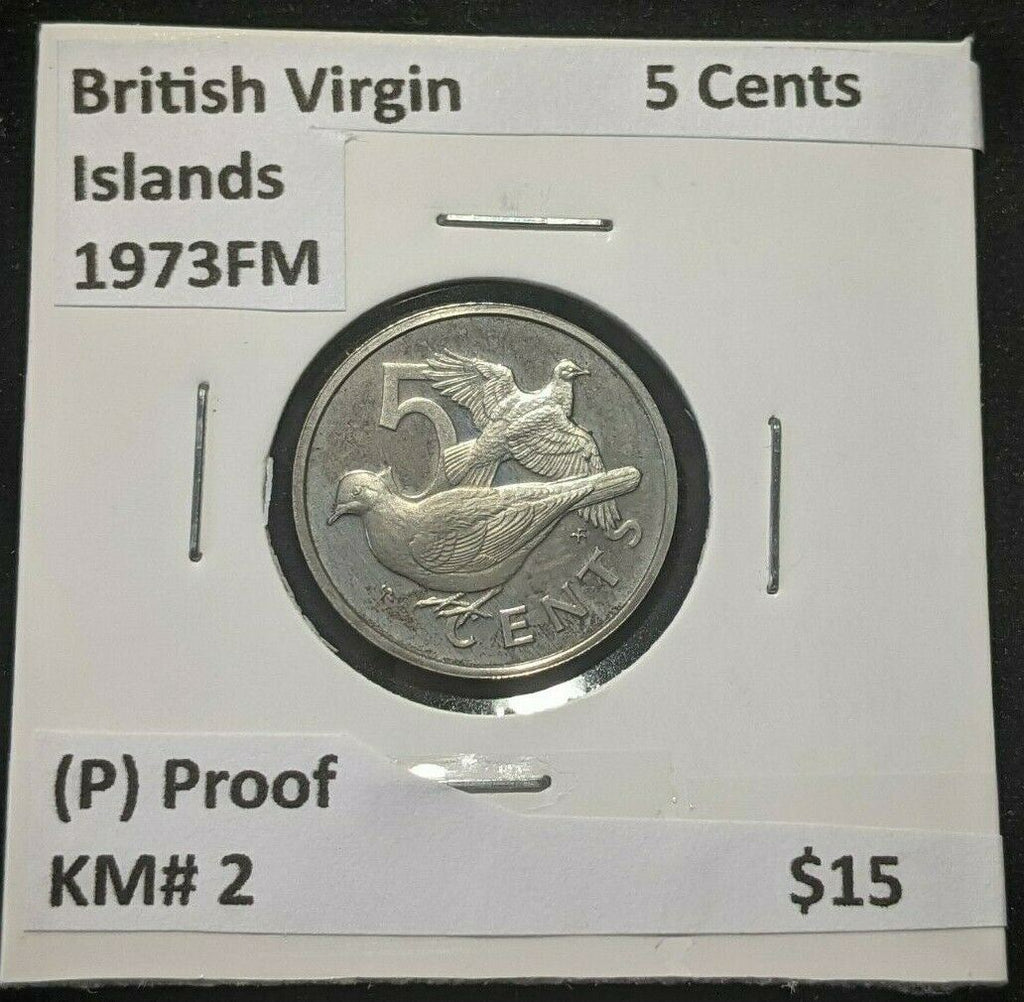 British Virgin 5 Cents
Islands
1973FM
5
CENTS
(P) Proof
KM# 2
$15